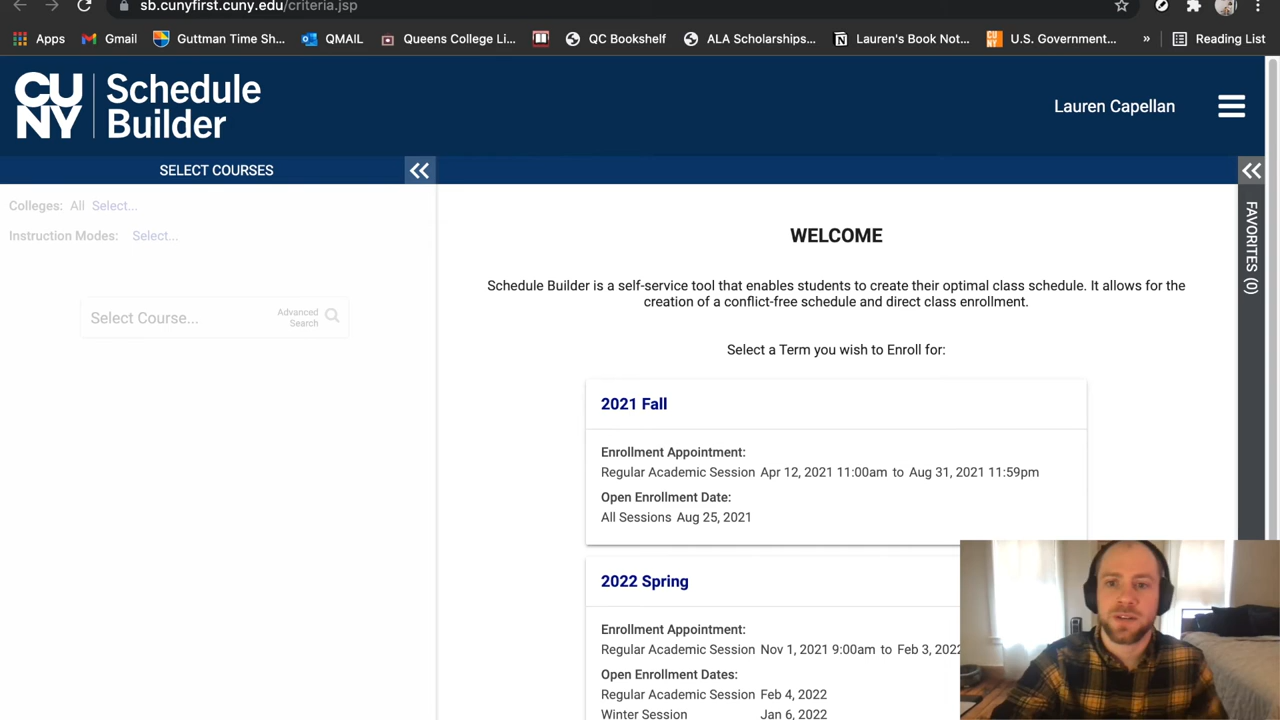 sb.cunyfirst.cuny.edu/criteria.jsp
Apps Gmail Guttman Time Sh... QMAIL Queens College Li... QC Bookshelf ALA Scholarships... Lauren's Book Not... U.S. Government... » Reading List
CU
NY
Schedule
Builder
Lauren Capellan
SELECT COURSES
FAVORITES (0)
Colleges: All Select...
Instruction Modes: Select...
Select Course...
Advanced
Search
WELCOME
Schedule Builder is a self-service tool that enables students to create their optimal class schedule. It allows for the
creation of a conflict-free schedule and direct class enrollment.
Select a Term you wish to Enroll for:
2021 Fall
Enrollment Appointment:
Regular Academic Session Apr 12, 2021 11:00am to Aug 31, 2021 11:59pm
Open Enrollment Date:
All Sessions Aug 25, 2021
2022 Spring
Enrollment Appointment:
Regular Academic Session Nov 1, 2021 9:00am to Feb 3, 2022
Open Enrollment Dates:
Regular Academic Session Feb 4, 2022
Winter Session Jan 6, 2022